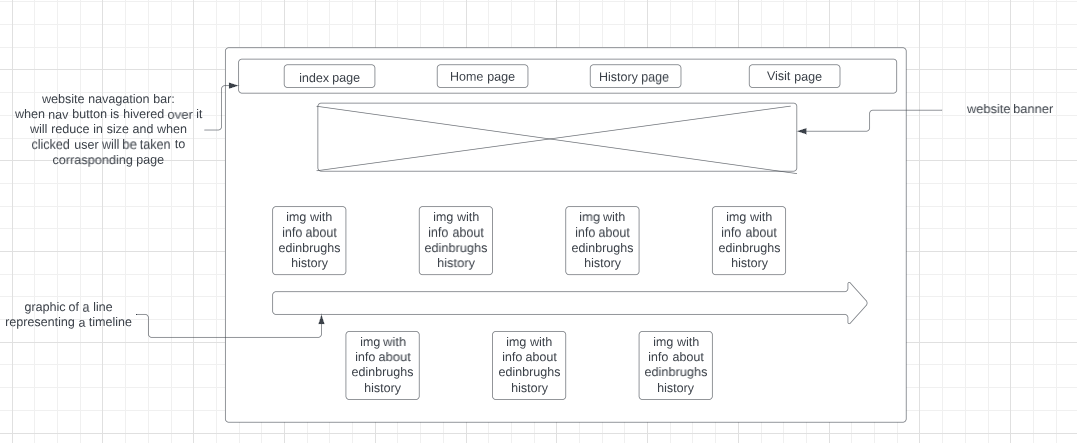 index page
Home page
History page
Visit page
website navagation bar:
when nav button is hivered over it
will reduce in size and when
clicked user will be taken to
corrasponding page
website banner
img with
info about
edinbrughs
history
img with
info about
edinbrughs
history
img with
info about
edinbrughs
history
img with
info about
edinbrughs
history
graphic of a line
representing a timeline
img with
info about
edinbrughs
history
img with
info about
edinbrughs
history
img with
info about
edinbrughs
history